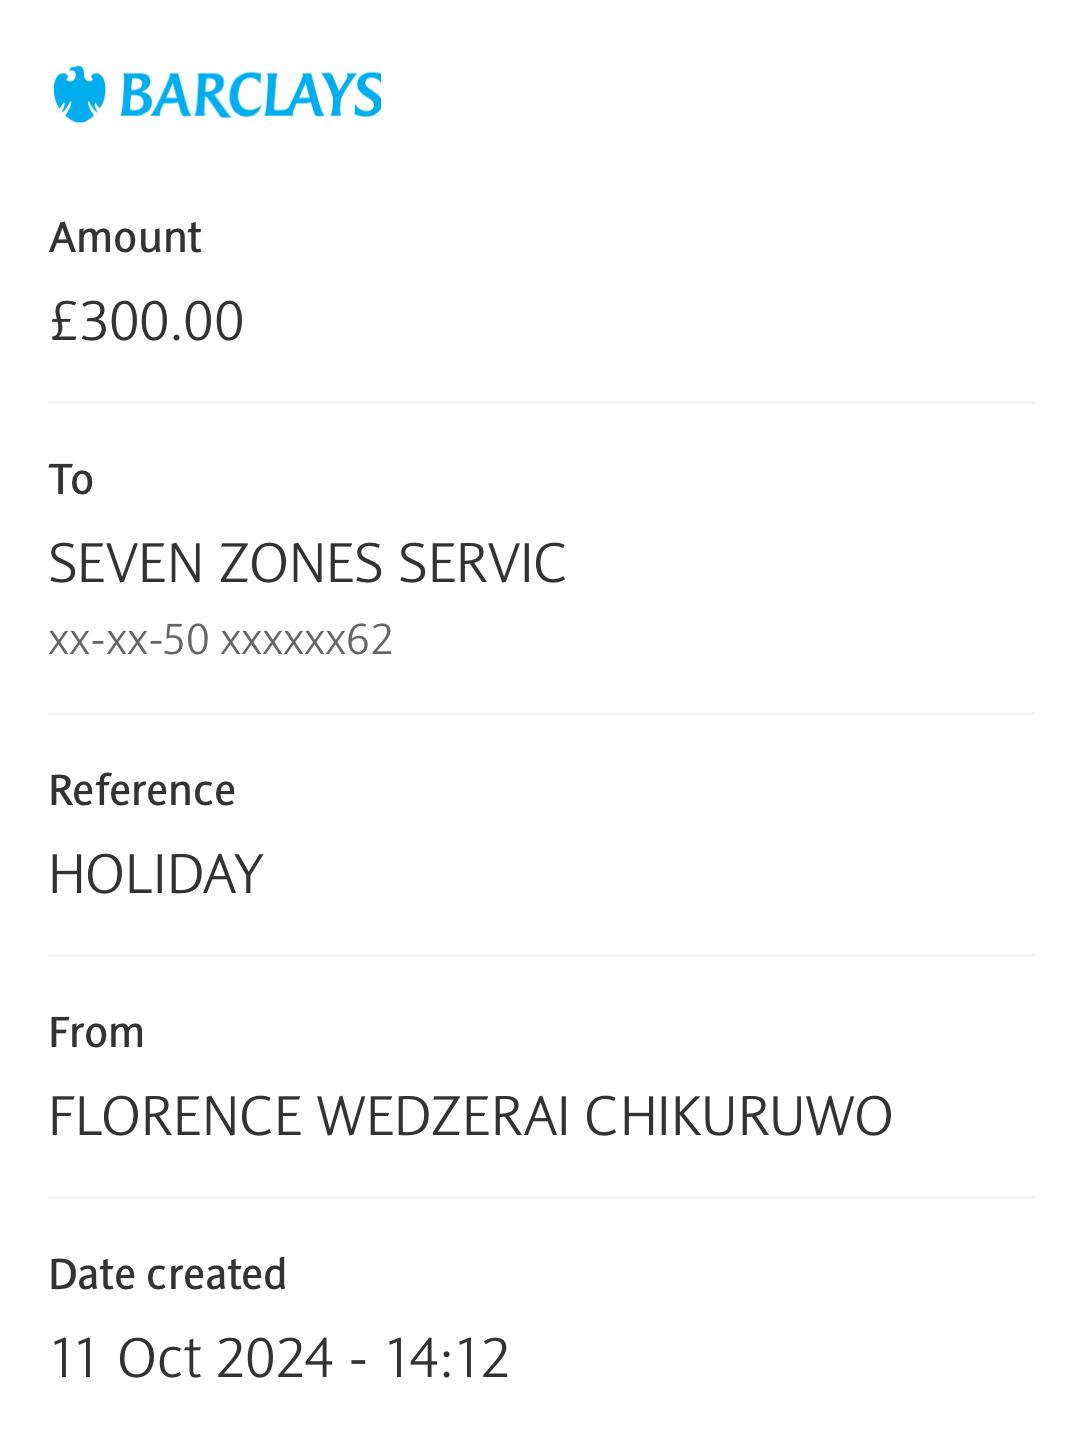 BARCLAYS
Amount
£300.00
To
SEVEN ZONES SERVIC
xx-xx-50 xxxxxx62
Reference
HOLIDAY
From
FLORENCE WEDZERAI CHIKURUWO
Date created
11 Oct 2024 - 14:12